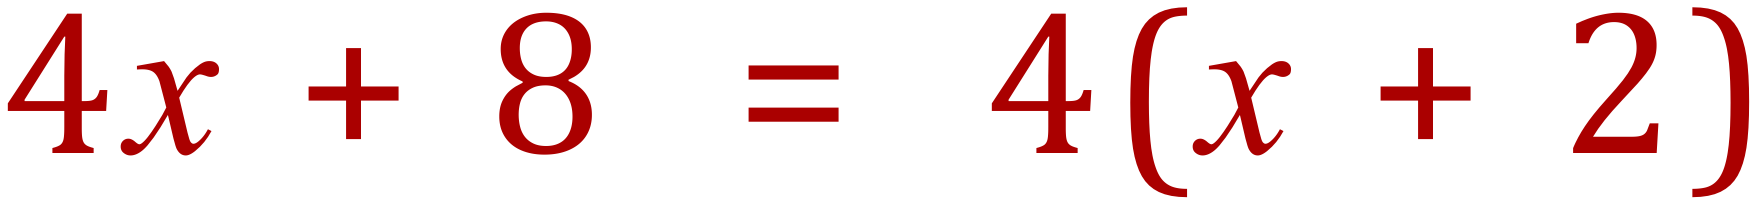 4x + 8 = 4(x + 2)